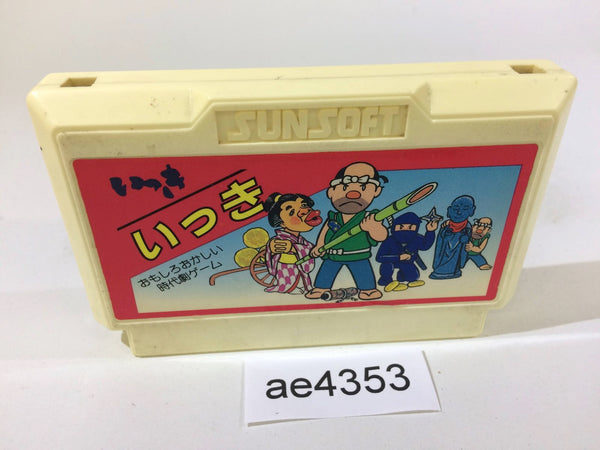 SUNSOFT
いっき
いっき
おもしろおかしい
時代劇ゲーム
ae4353